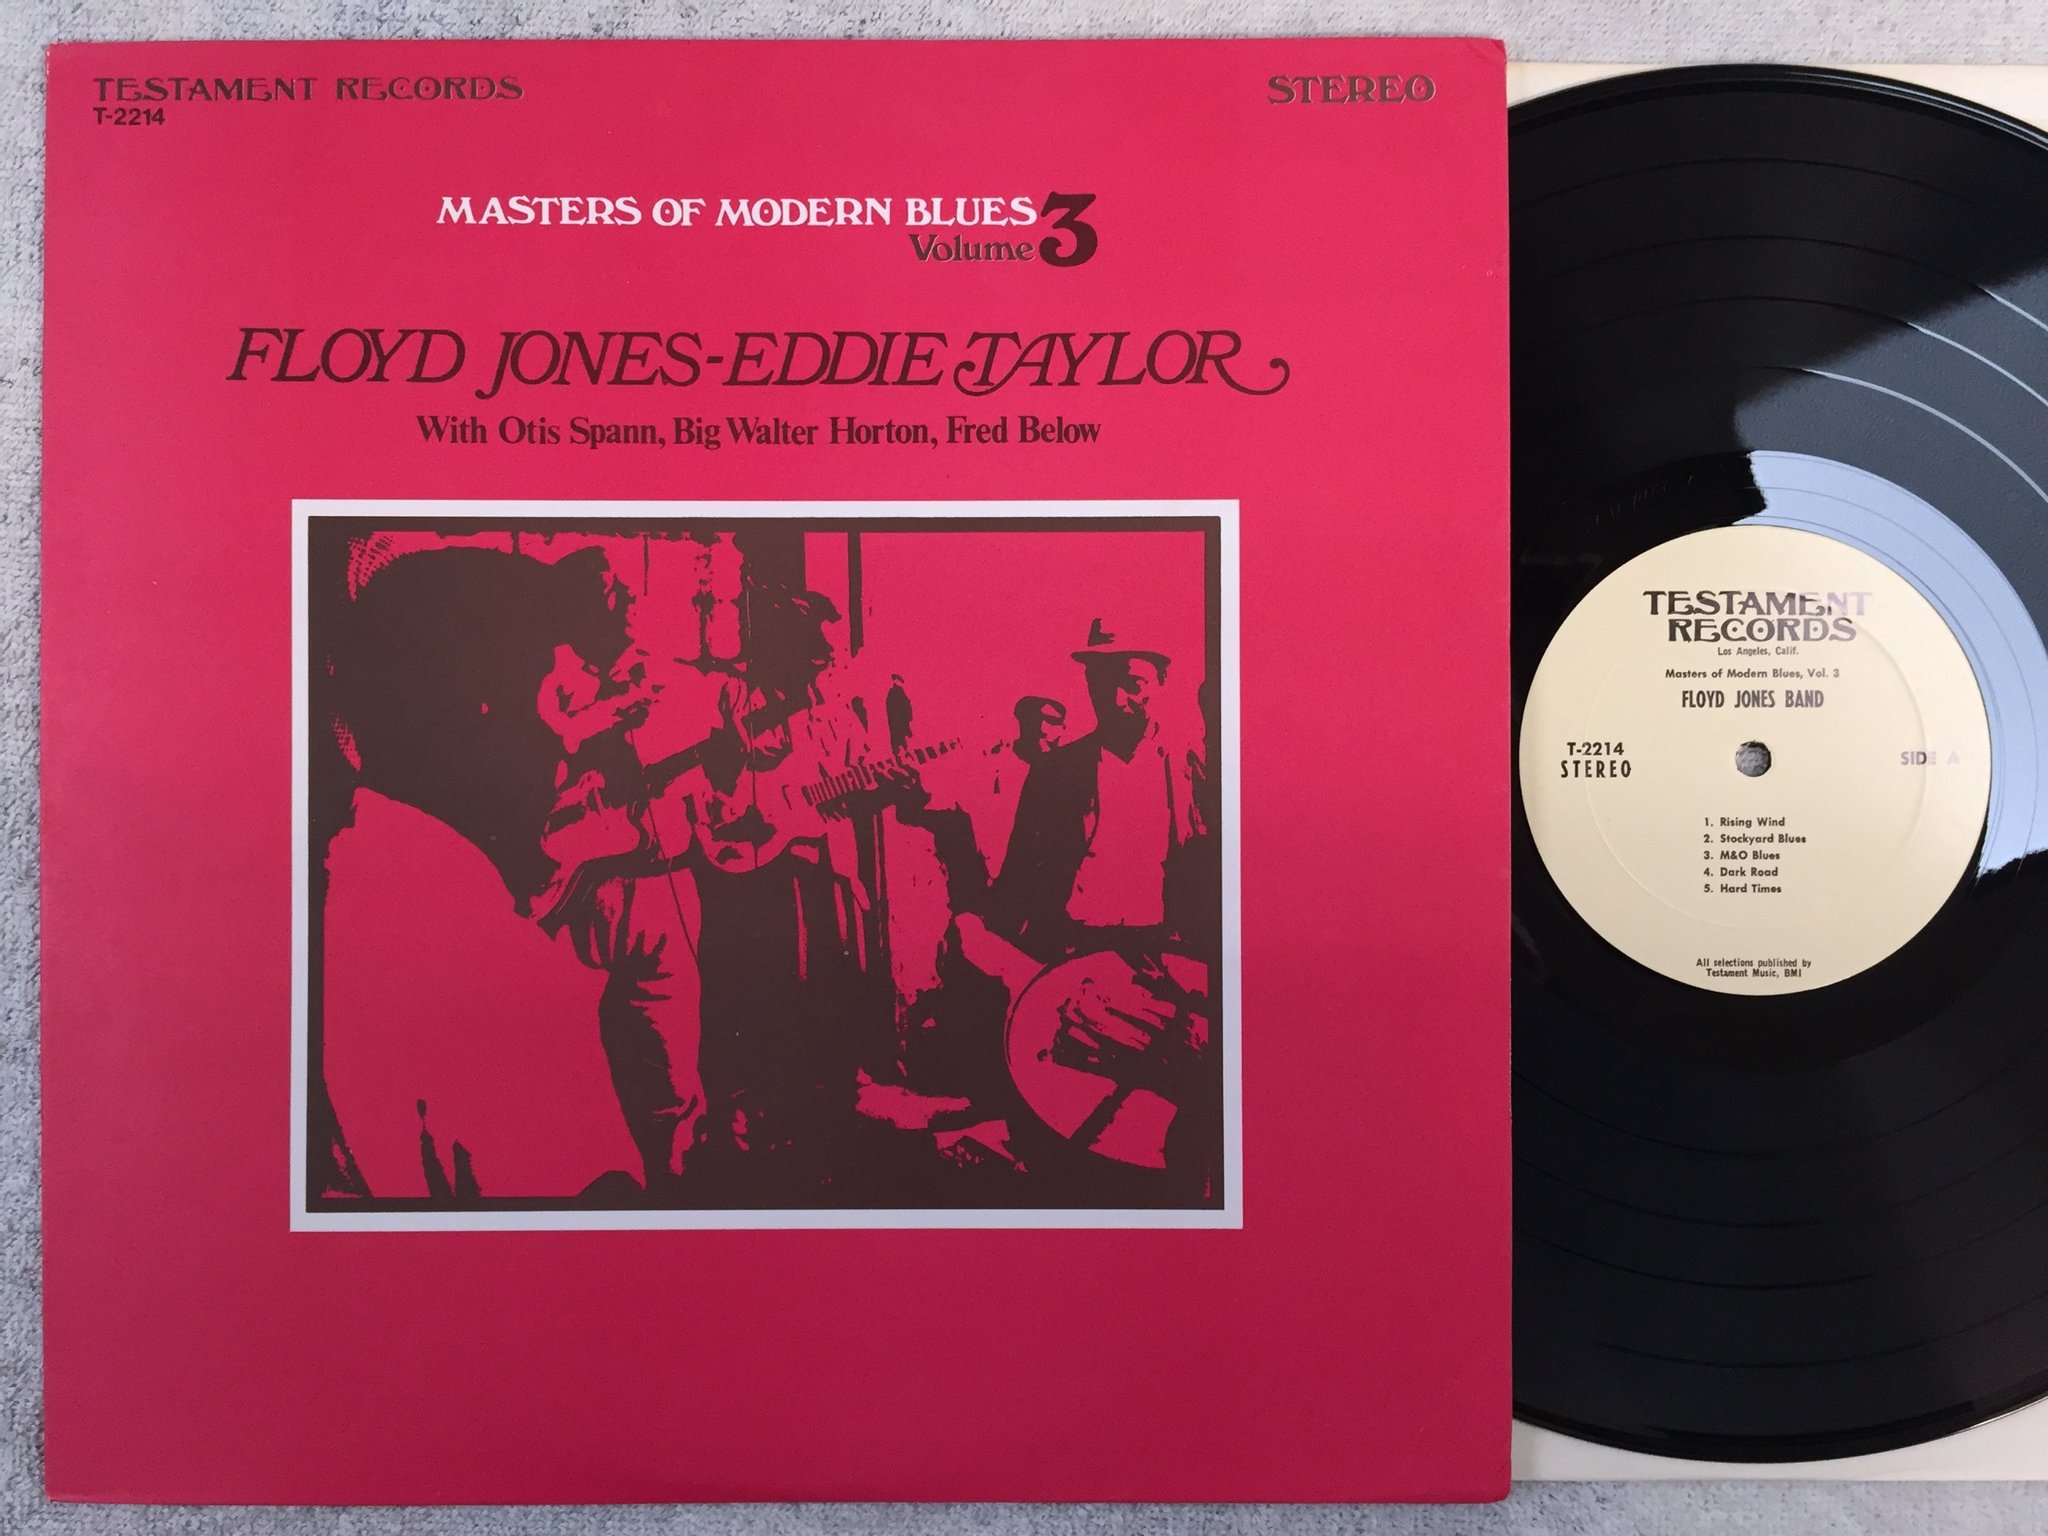 TESTAMENT RECORDS
T-2214
STEREO
MASTERS OF MODERN BLUES
Volume 3
FLOYD JONES-EDDIE TAYLOR
With Otis Spann, Big Walter Horton, Fred Below
TESTAMENT
RECORDS
Los Angeles, Calif.
Masters of Modern Blues, Vol. 3
FLOYD JONES BAND
T-2214
STEREO
SIDE A
1. Rising Wind
2. Stockyard Blues
3. M&O Blues
4. Dark Road
5. Hard Times
All selections published by
Testament Music, BMI